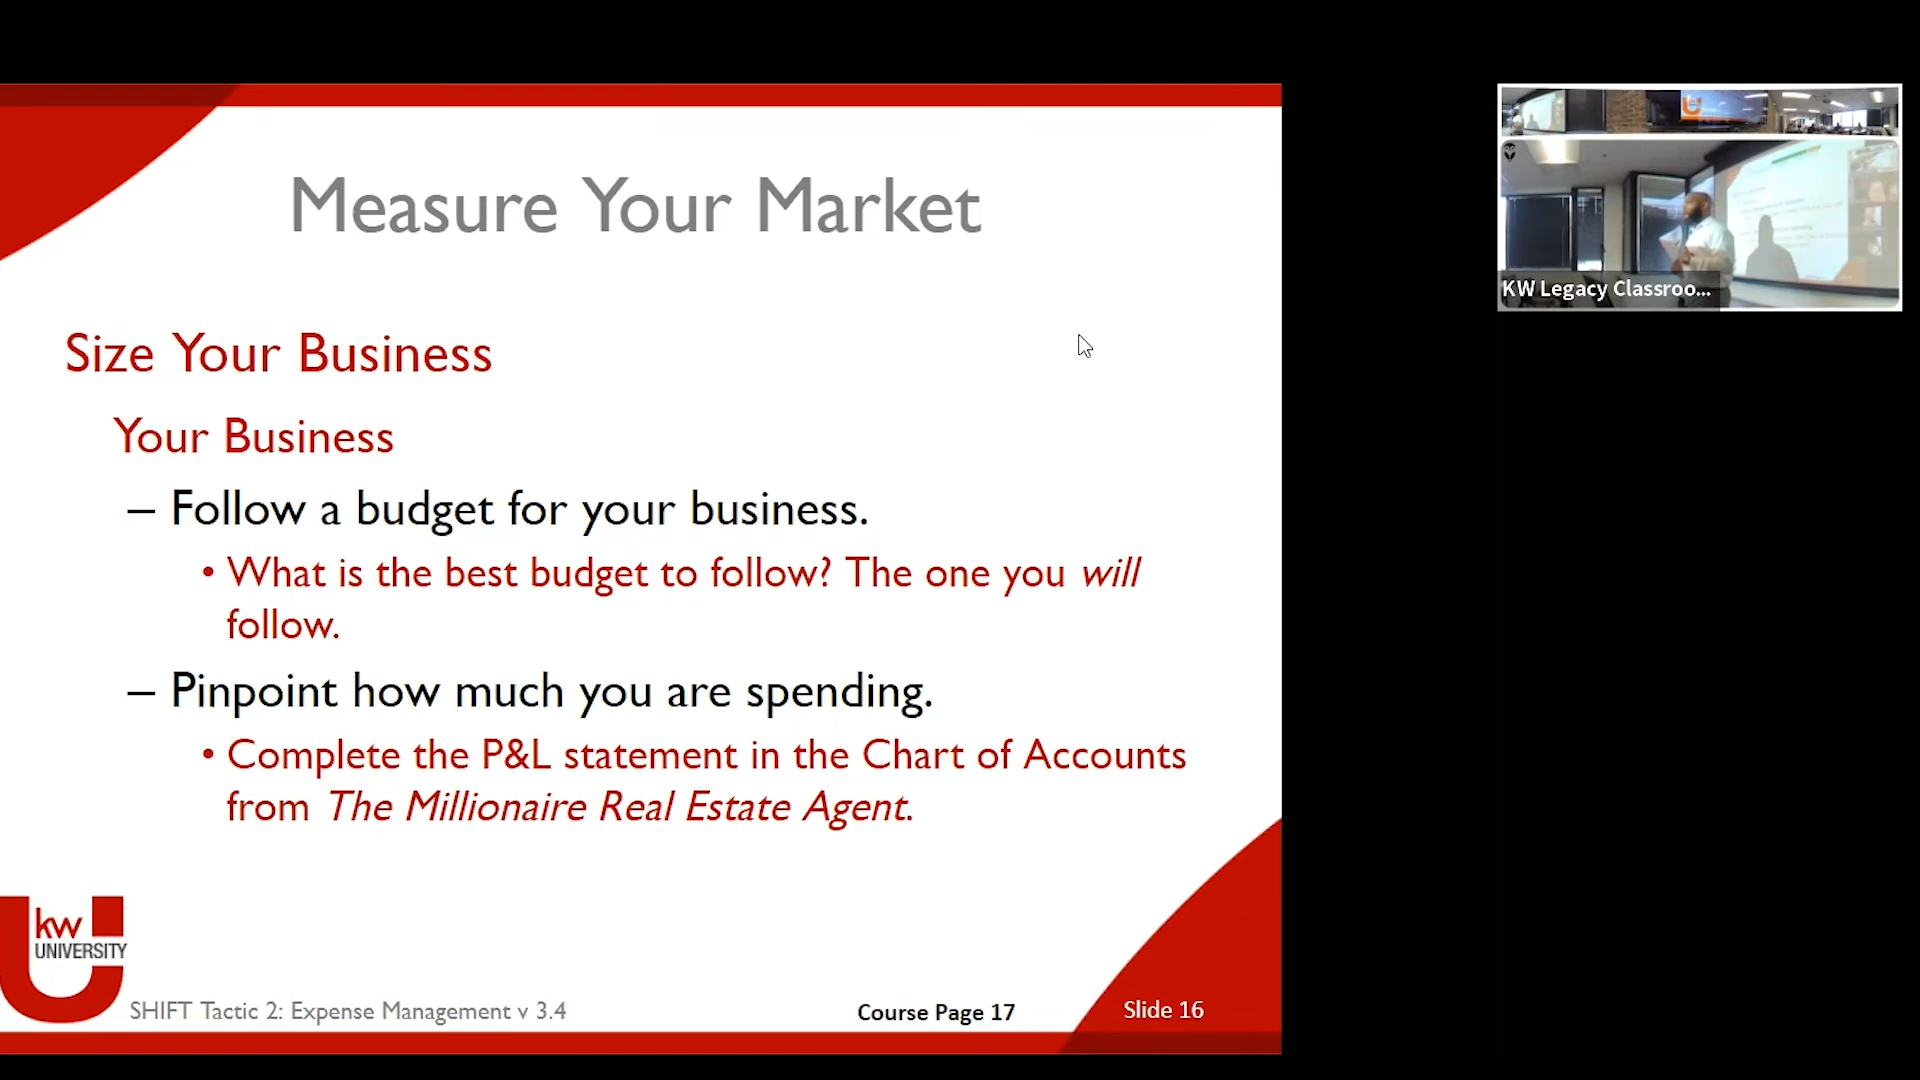 Measure Your Market
Size Your Business
Your Business
– Follow a budget for your business.
• What is the best budget to follow? The one you will
follow.
– Pinpoint how much you are spending.
• Complete the P&L statement in the Chart of Accounts
from The Millionaire Real Estate Agent.
kw
UNIVERSITY
SHIFT Tactic 2: Expense Management v 3.4
Course Page 17
Slide 16
KW Legacy Classroo...